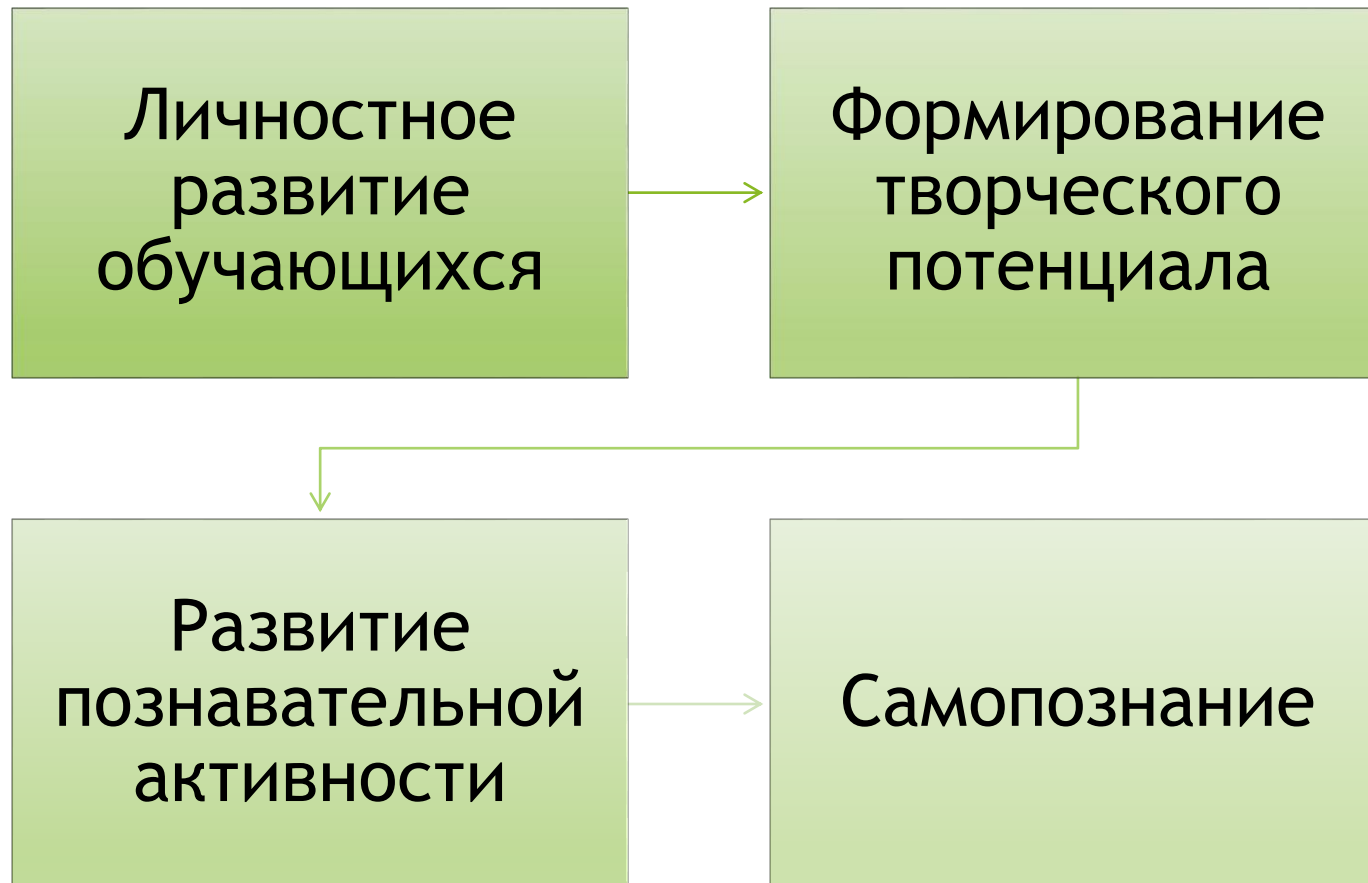 Личностное
развитие
обучающихся
Формирование
творческого
потенциала
Развитие
познавательной
активности
Самопознание